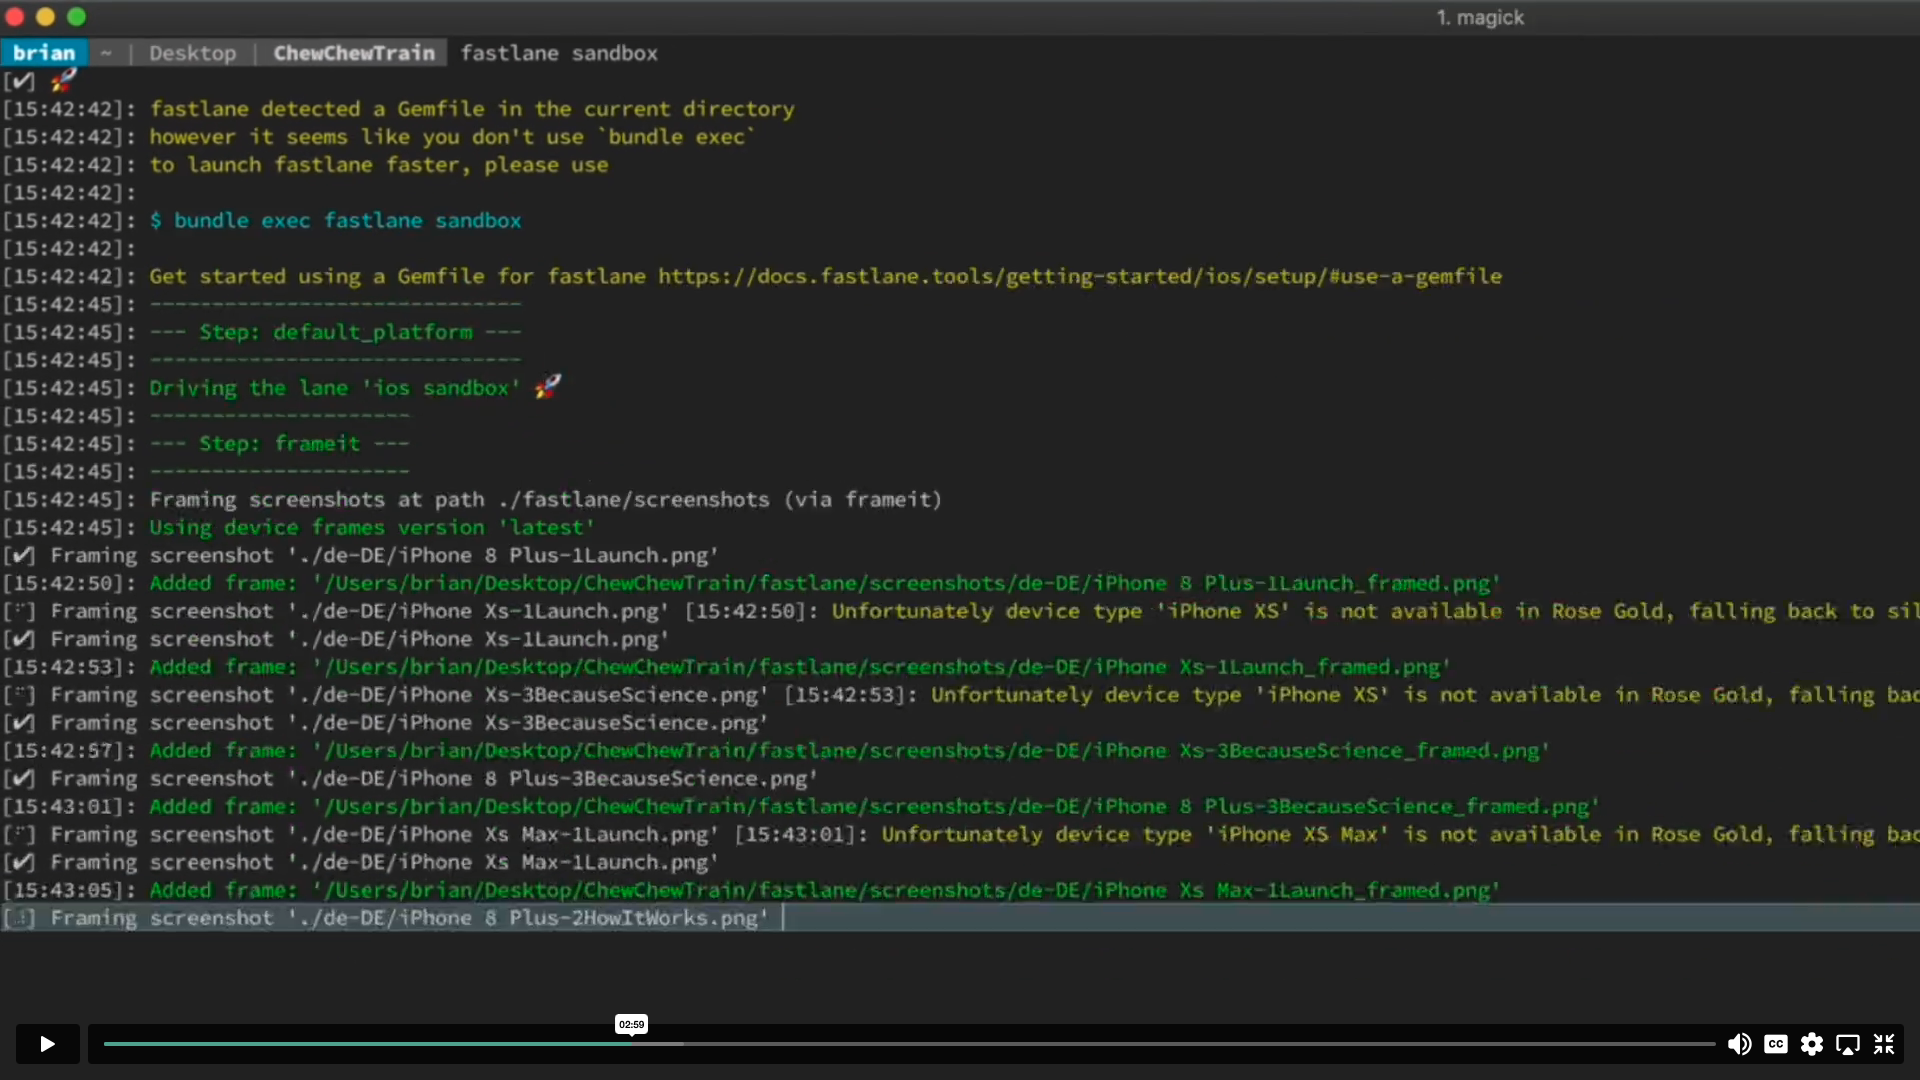 1. magick
brian ~ | Desktop | ChewChewTrain fastlane sandbox
[✔] 🚀
[15:42:42]: fastlane detected a Gemfile in the current directory
[15:42:42]: however it seems like you don't use `bundle exec`
[15:42:42]: to launch fastlane faster, please use
[15:42:42]:
[15:42:42]: $ bundle exec fastlane sandbox
[15:42:42]:
[15:42:42]: Get started using a Gemfile for fastlane https://docs.fastlane.tools/getting-started/ios/setup/#use-a-gemfile
[15:42:45]: ------------------------------
[15:42:45]: --- Step: default_platform ---
[15:42:45]: ------------------------------
[15:42:45]: Driving the lane 'ios sandbox' 🚀
[15:42:45]: ---------------------
[15:42:45]: --- Step: frameit ---
[15:42:45]: ---------------------
[15:42:45]: Framing screenshots at path ./fastlane/screenshots (via frameit)
[15:42:45]: Using device frames version 'latest'
[✔] Framing screenshot './de-DE/iPhone 8 Plus-1Launch.png'
[15:42:50]: Added frame: '/Users/brian/Desktop/ChewChewTrain/fastlane/screenshots/de-DE/iPhone 8 Plus-1Launch_framed.png'
[⠋] Framing screenshot './de-DE/iPhone Xs-1Launch.png' [15:42:50]: Unfortunately device type 'iPhone XS' is not available in Rose Gold, falling back to sil
[✔] Framing screenshot './de-DE/iPhone Xs-1Launch.png'
[15:42:53]: Added frame: '/Users/brian/Desktop/ChewChewTrain/fastlane/screenshots/de-DE/iPhone Xs-1Launch_framed.png'
[⠋] Framing screenshot './de-DE/iPhone Xs-3BecauseScience.png' [15:42:53]: Unfortunately device type 'iPhone XS' is not available in Rose Gold, falling bac
[✔] Framing screenshot './de-DE/iPhone Xs-3BecauseScience.png'
[15:42:57]: Added frame: '/Users/brian/Desktop/ChewChewTrain/fastlane/screenshots/de-DE/iPhone Xs-3BecauseScience_framed.png'
[✔] Framing screenshot './de-DE/iPhone 8 Plus-3BecauseScience.png'
[15:43:01]: Added frame: '/Users/brian/Desktop/ChewChewTrain/fastlane/screenshots/de-DE/iPhone 8 Plus-3BecauseScience_framed.png'
[⠋] Framing screenshot './de-DE/iPhone Xs Max-1Launch.png' [15:43:01]: Unfortunately device type 'iPhone XS Max' is not available in Rose Gold, falling bac
[✔] Framing screenshot './de-DE/iPhone Xs Max-1Launch.png'
[15:43:05]: Added frame: '/Users/brian/Desktop/ChewChewTrain/fastlane/screenshots/de-DE/iPhone Xs Max-1Launch_framed.png'
[⠼] Framing screenshot './de-DE/iPhone 8 Plus-2HowItWorks.png'
02:59
CC